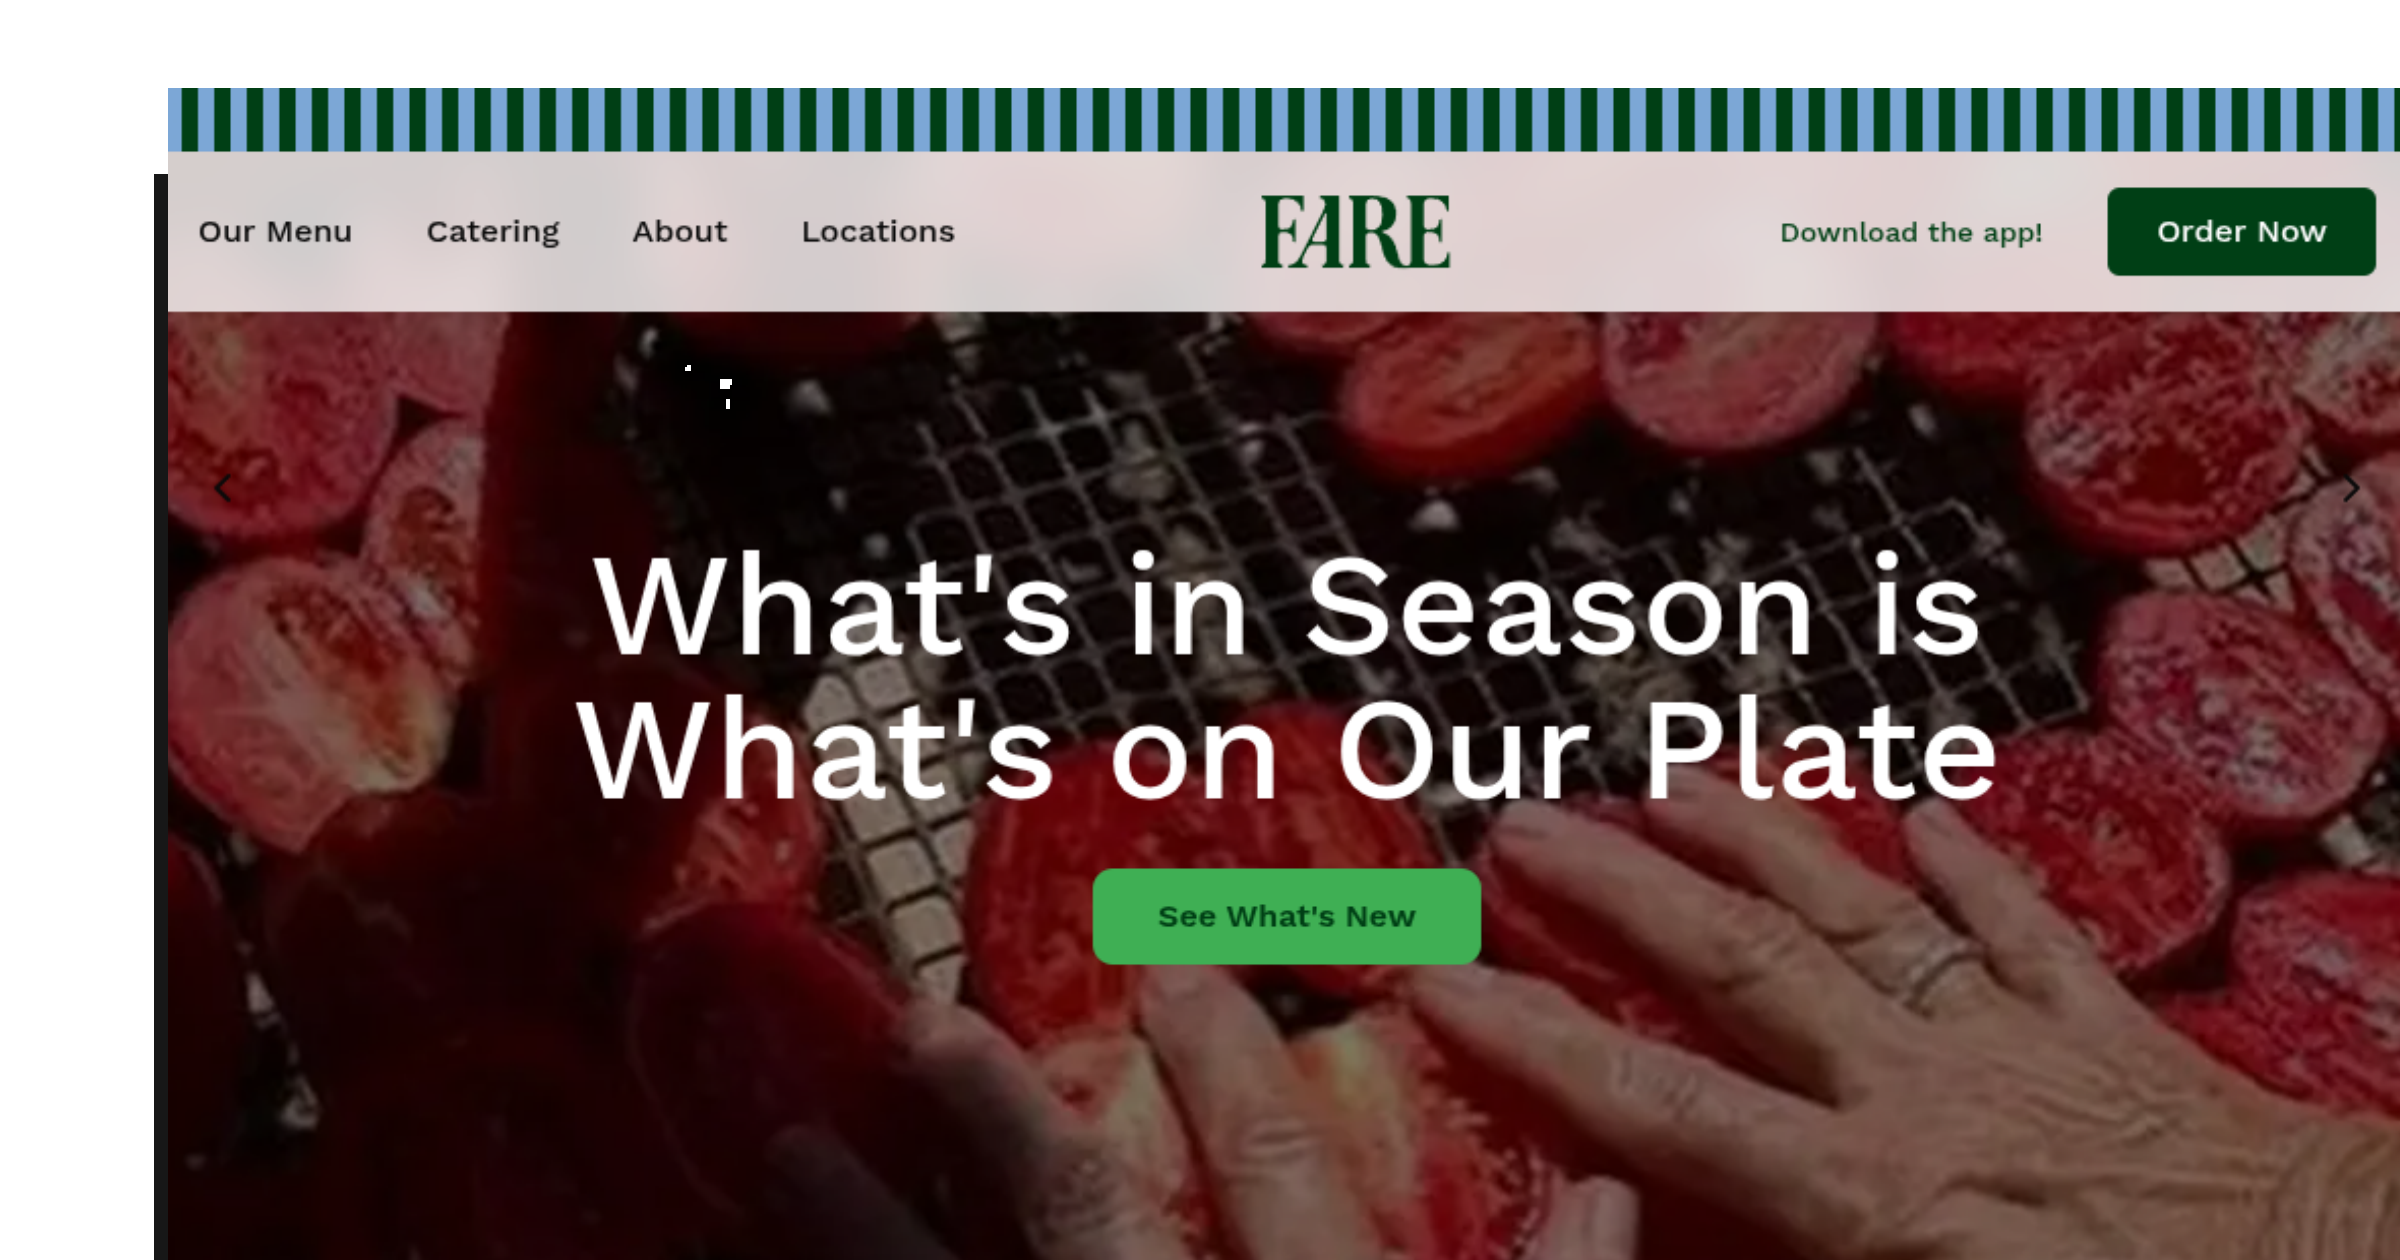 Our Menu
Catering
About
Locations
FARE
Download the app!
Order Now
What's in Season is
What's on Our Plate
See What's New